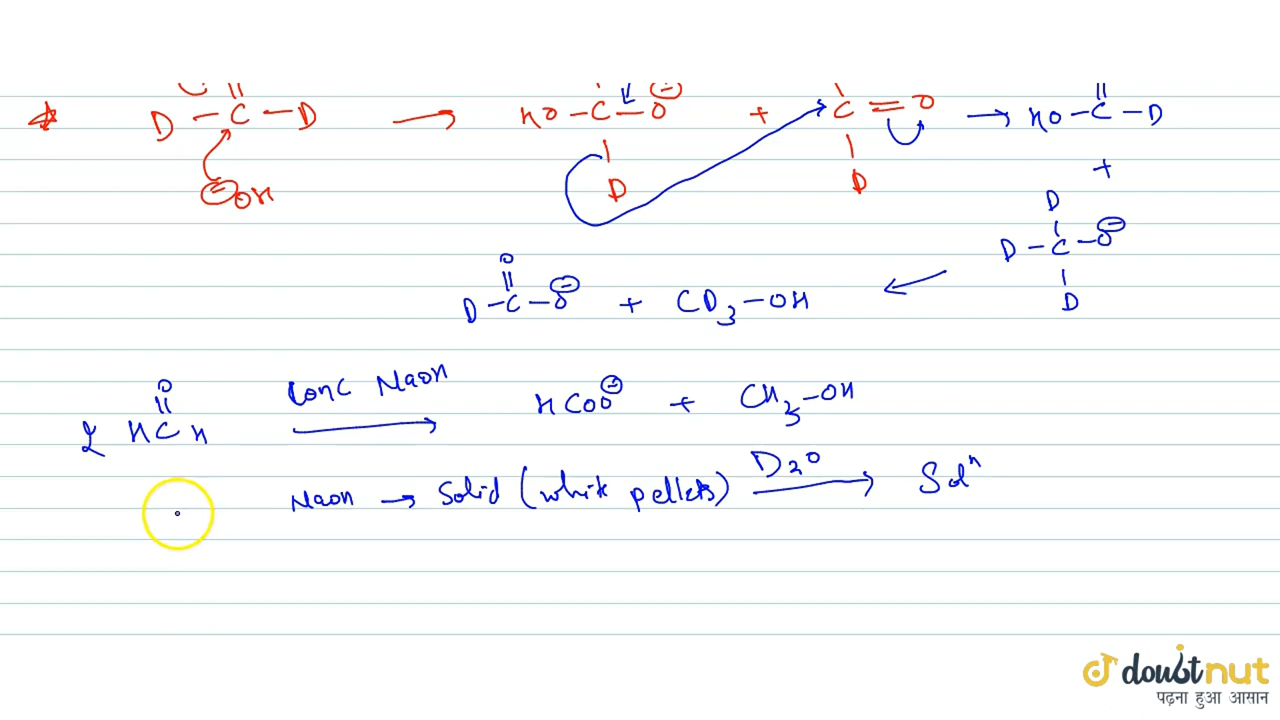 D – C – D ⟶ HO – C – O⊖ + C = O ⟶ HO – C – D
⊖OH D D +
D
D – C – O⊖
D
O
D – C – O⊖ + CD3 – OH
O
2 HCH Conc NaOH ⟶ HCOO⊖ + CH3 – OH
NaOH → Solid (white pellets) D2O ⟶ Solⁿ
doubtnut
पढ़ना हुआ आसान